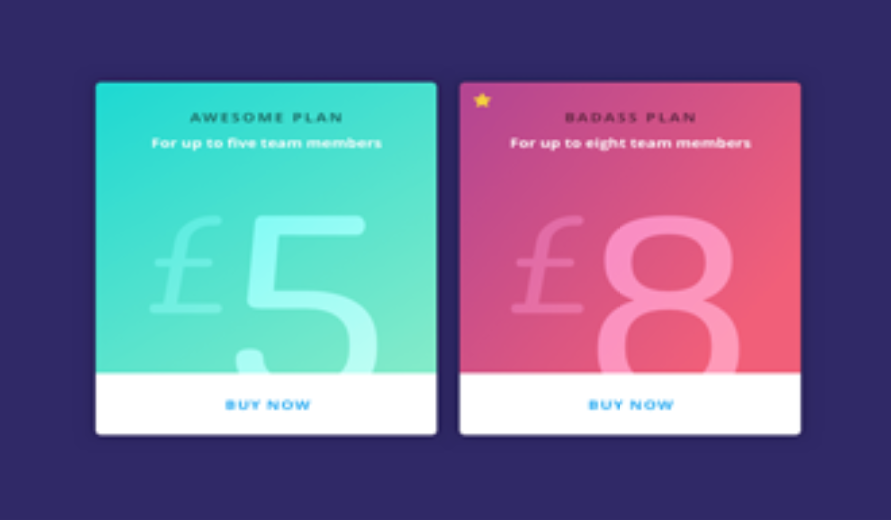 AWESOME PLAN
For up to five team members
£5
BUY NOW
BADASS PLAN
For up to eight team members
£8
BUY NOW